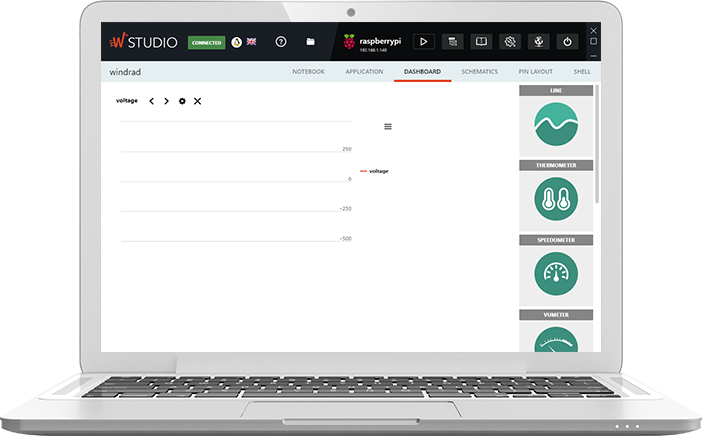 W STUDIO CONNECTED ? raspberrypi
192.168.1.140
windrad NOTEBOOK APPLICATION DASHBOARD SCHEMATICS PIN LAYOUT SHELL
voltage
250
0
-250
-500
voltage
LINE
THERMOMETER
SPEEDOMETER
VUMETER